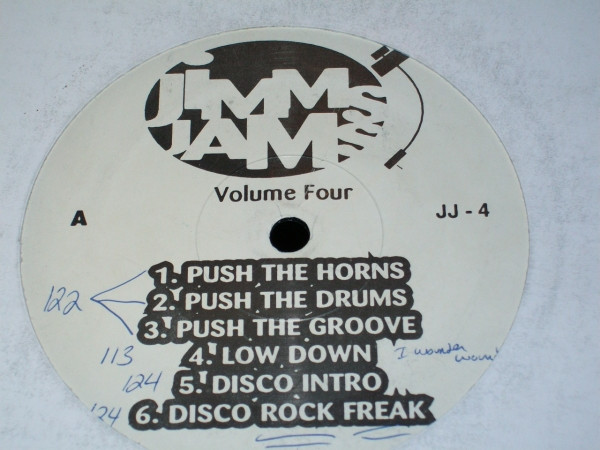 JIMMS
JAMS
Volume Four
A
JJ - 4
1. PUSH THE HORNS
122 2. PUSH THE DRUMS
3. PUSH THE GROOVE
113 4. LOW DOWN I wounder
124 5. DISCO INTRO
124 6. DISCO ROCK FREAK